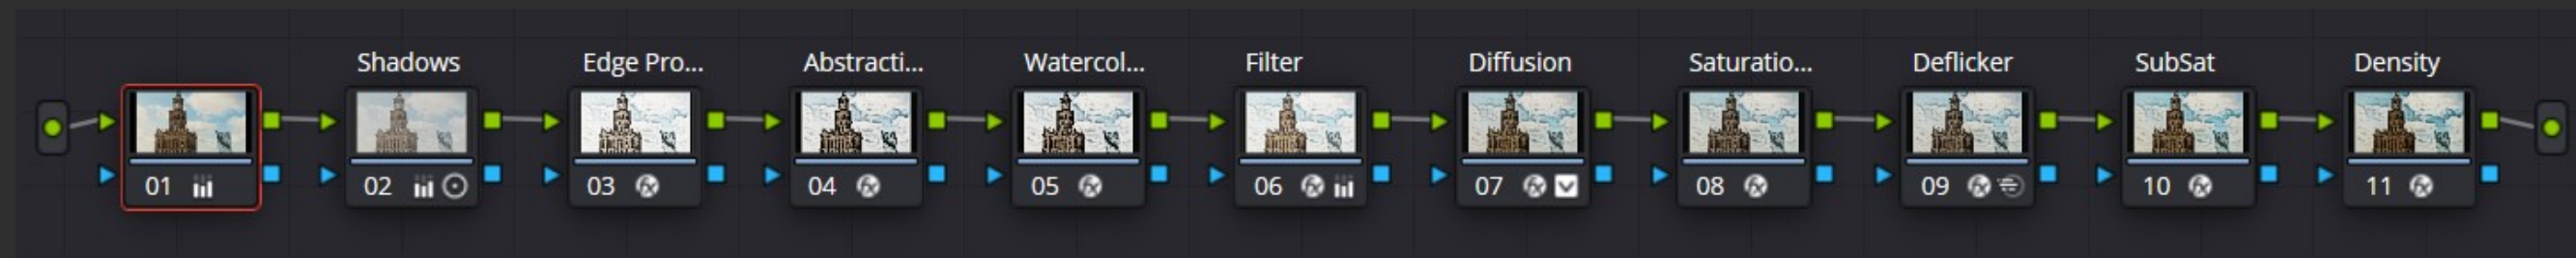 Shadows Edge Pro... Abstracti... Watercol... Filter Diffusion Saturatio... Deflicker SubSat Density
01 02 03 04 05 06 07 08 09 10 11